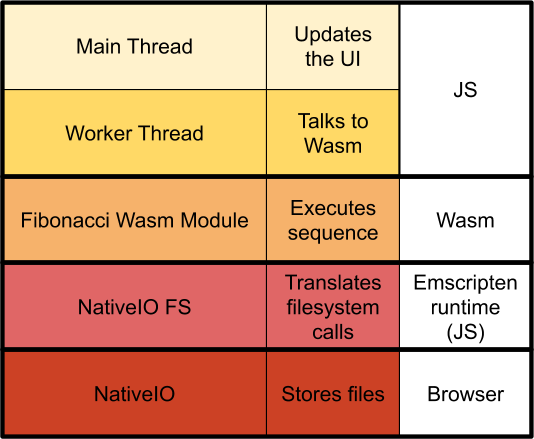 Main Thread
Updates
the UI
JS
Worker Thread
Talks to
Wasm
Fibonacci Wasm Module
Executes
sequence
Wasm
NativeIO FS
Translates
filesystem
calls
Emscripten
runtime
(JS)
NativeIO
Stores files
Browser